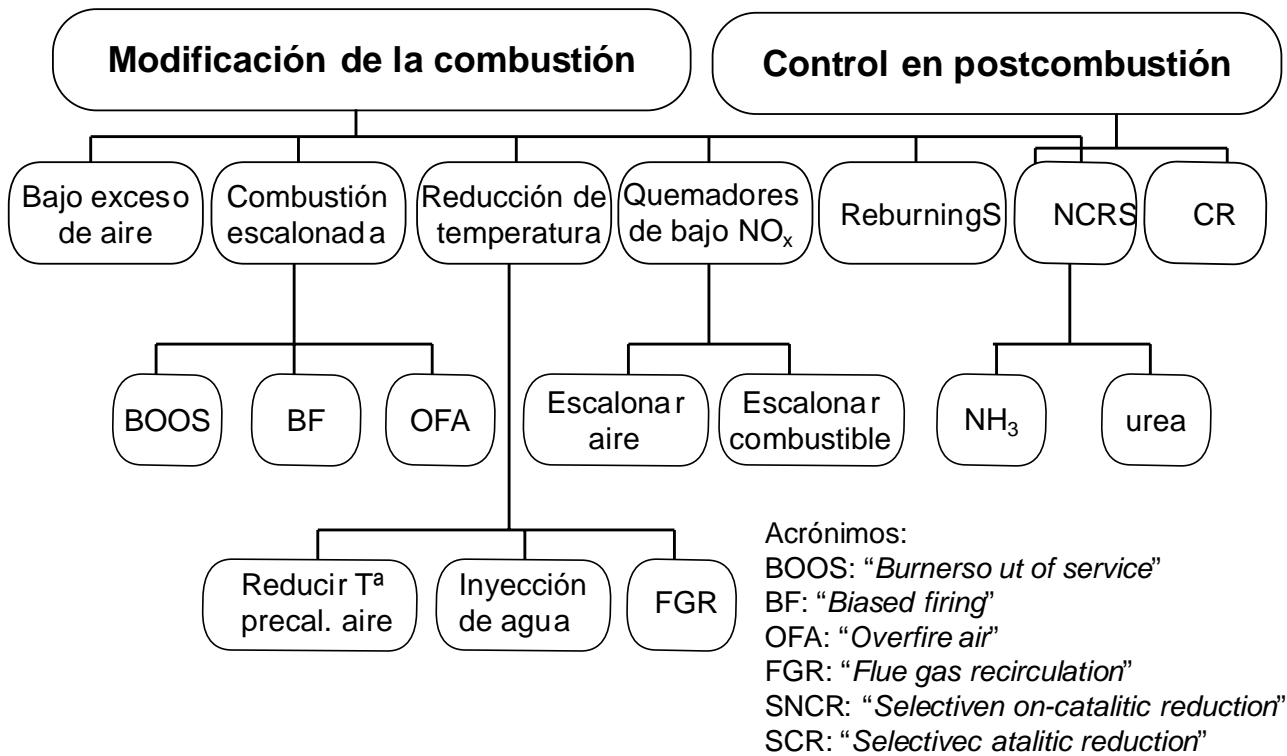 Modificación de la combustión
Control en postcombustión
Bajo exceso
de aire
Combustión
escalonada
Reducción de
temperatura
Quemadores
de bajo NOₓ
ReburningS
NCRS
CR
BOOS
BF
OFA
Escalonar
aire
Escalonar
combustible
NH₃
urea
Reducir Tª
precal. aire
Inyección
de agua
FGR
Acrónimos:
BOOS: “Burnerso ut of service”
BF: “Biased firing”
OFA: “Overfire air”
FGR: “Flue gas recirculation”
SNCR: “Selectiven on-catalitic reduction”
SCR: “Selectivec atalitic reduction”